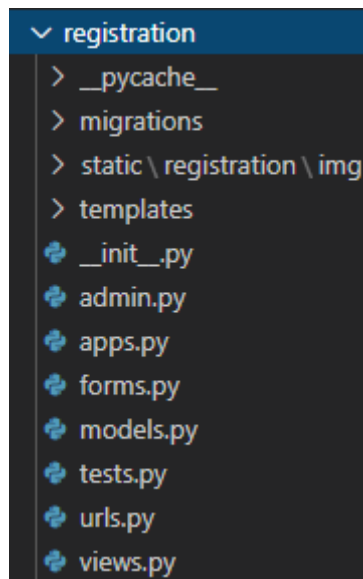 registration
__pycache__
migrations
static \ registration \ img
templates
__init__.py
admin.py
apps.py
forms.py
models.py
tests.py
urls.py
views.py